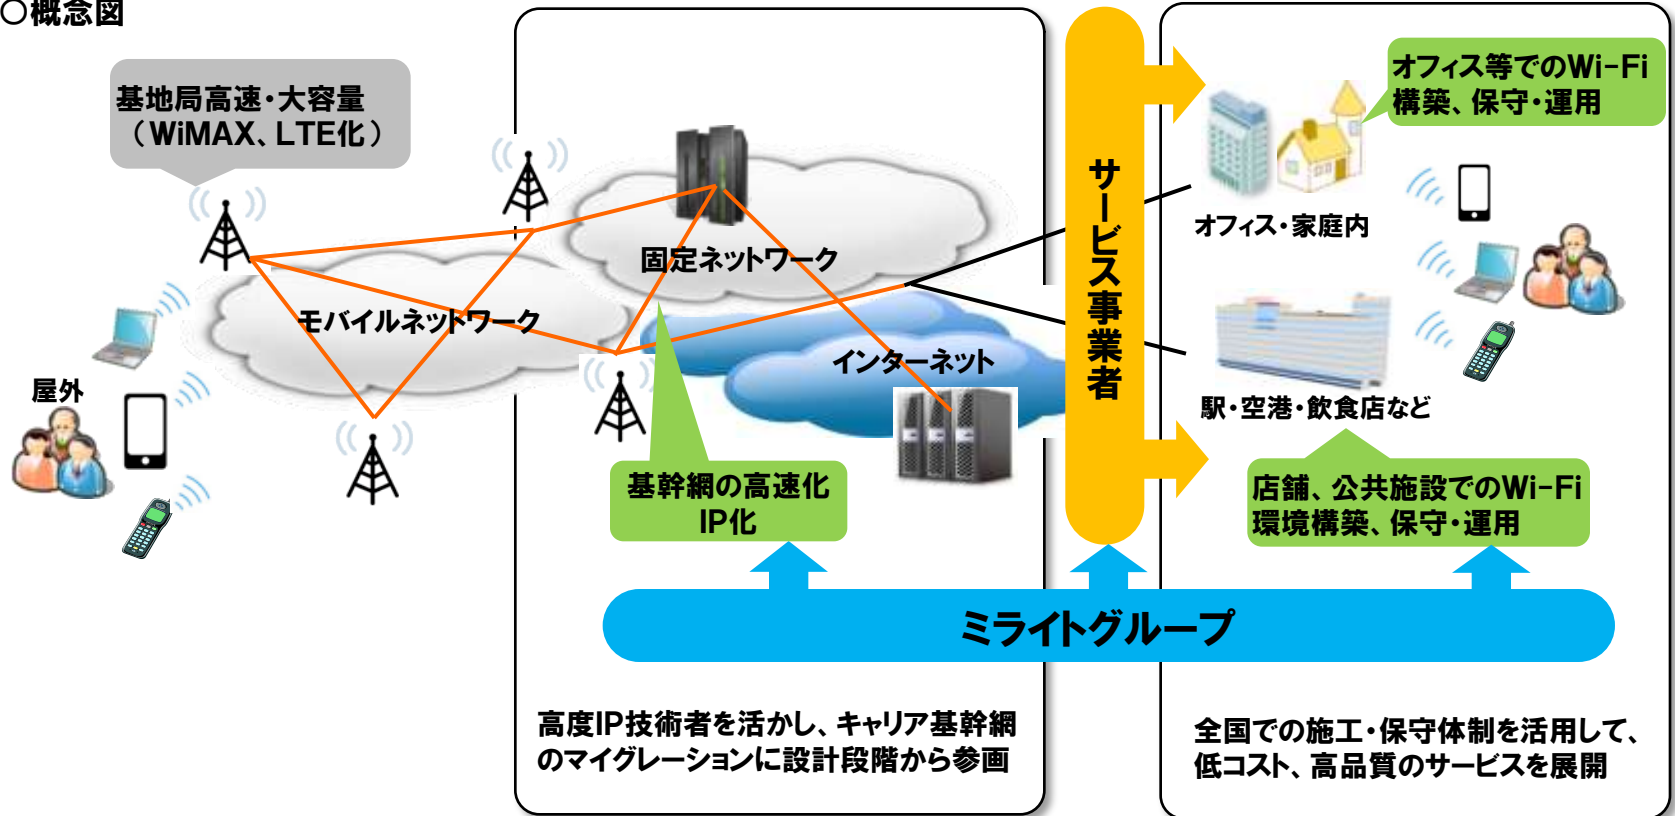 ○概念図
基地局高速・大容量
（WiMAX、LTE化）
モバイルネットワーク
屋外
固定ネットワーク
インターネット
基幹網の高速化
IP化
サービス事業者
オフィス等でのWi-Fi
構築、保守・運用
オフィス・家庭内
駅・空港・飲食店など
店舗、公共施設でのWi-Fi
環境構築、保守・運用
ミライトグループ
高度IP技術者を活かし、キャリア基幹網
のマイグレーションに設計段階から参画
全国での施工・保守体制を活用して、
低コスト、高品質のサービスを展開